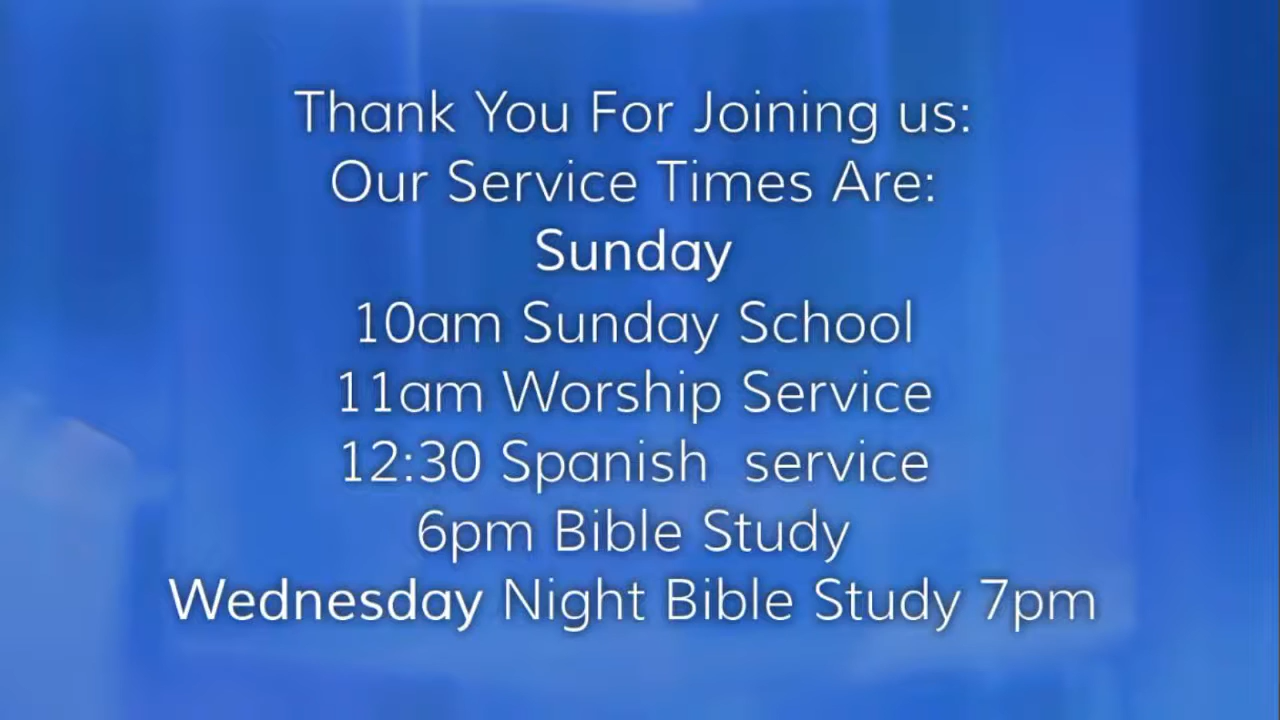 Thank You For Joining us:
Our Service Times Are:
Sunday
10am Sunday School
11am Worship Service
12:30 Spanish  service
6pm Bible Study
Wednesday Night Bible Study 7pm